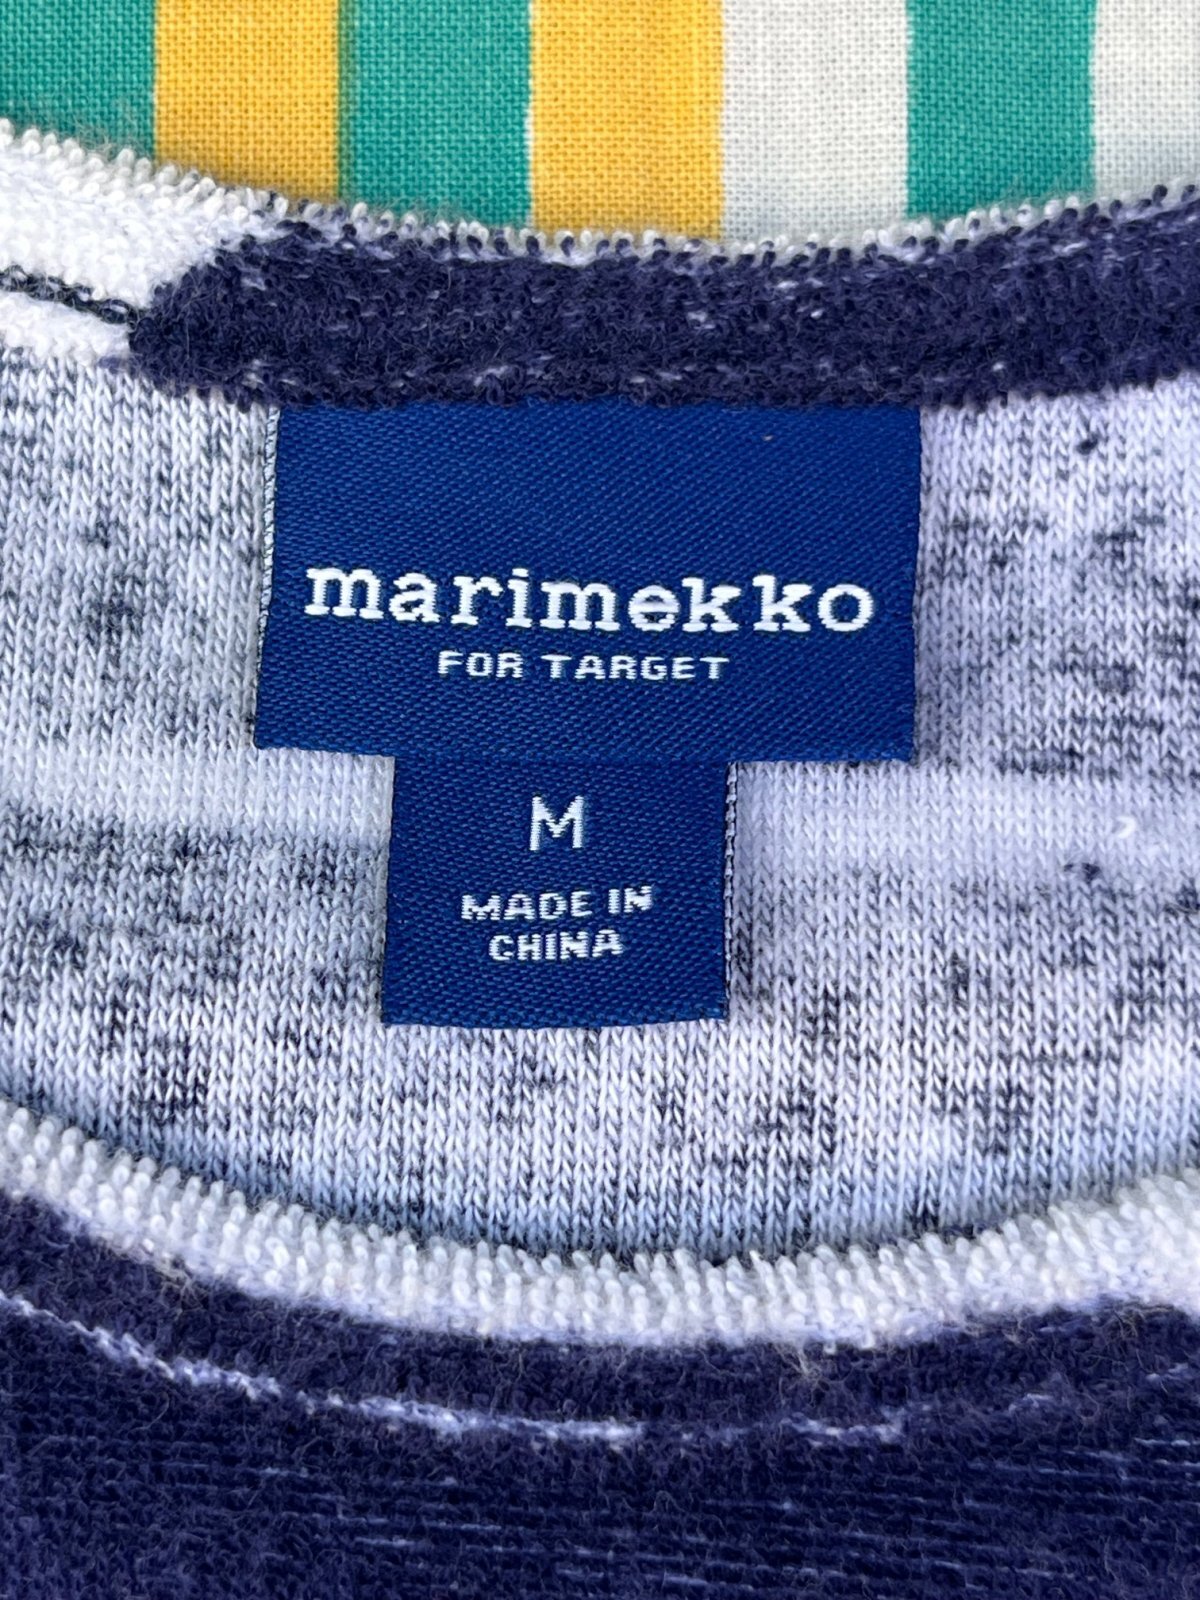 marimekko
FOR TARGET
M
MADE IN
CHINA